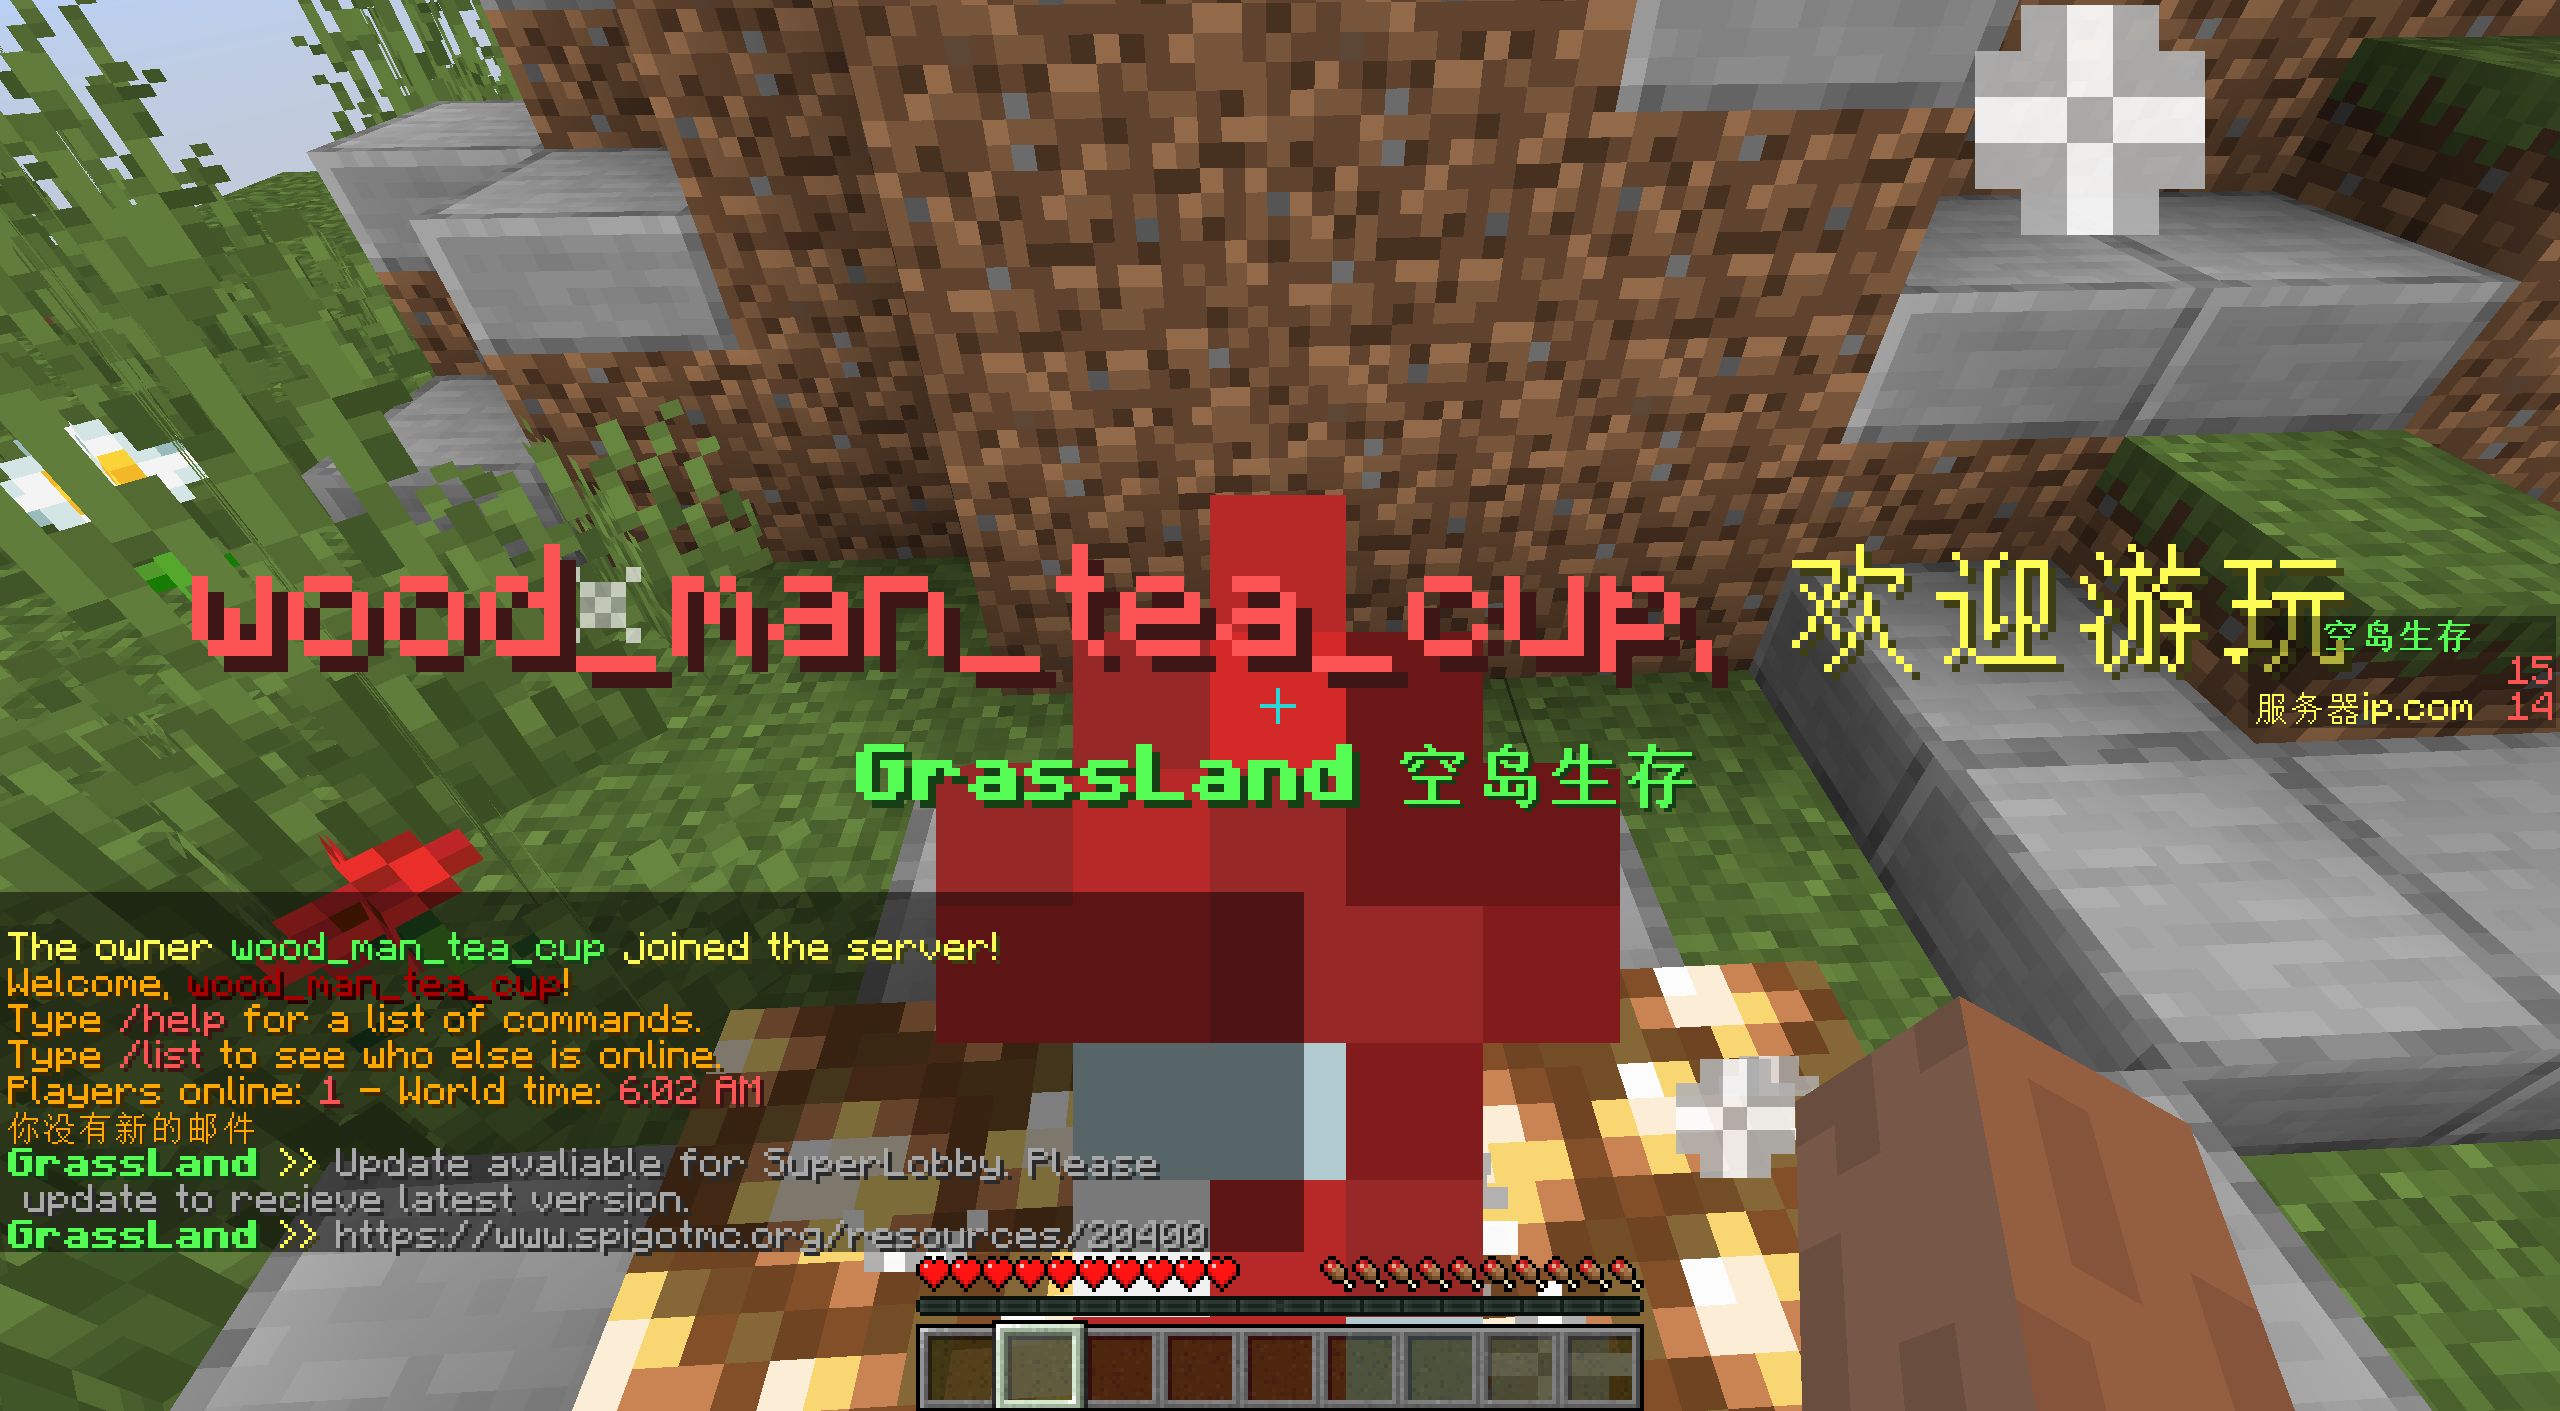 wood_man_tea_cup, 欢迎游玩
GrassLand 空岛生存
空岛生存
15
服务器ip.com 14
The owner wood_man_tea_cup joined the server!
Welcome, wood_man_tea_cup!
Type /help for a list of commands.
Type /list to see who else is online.
Players online: 1 - World time: 6:02 AM
你没有新的邮件
GrassLand >> Update avaliable for SuperLobby. Please
update to recieve latest version.
GrassLand >> https://www.spigotmc.org/resources/20400